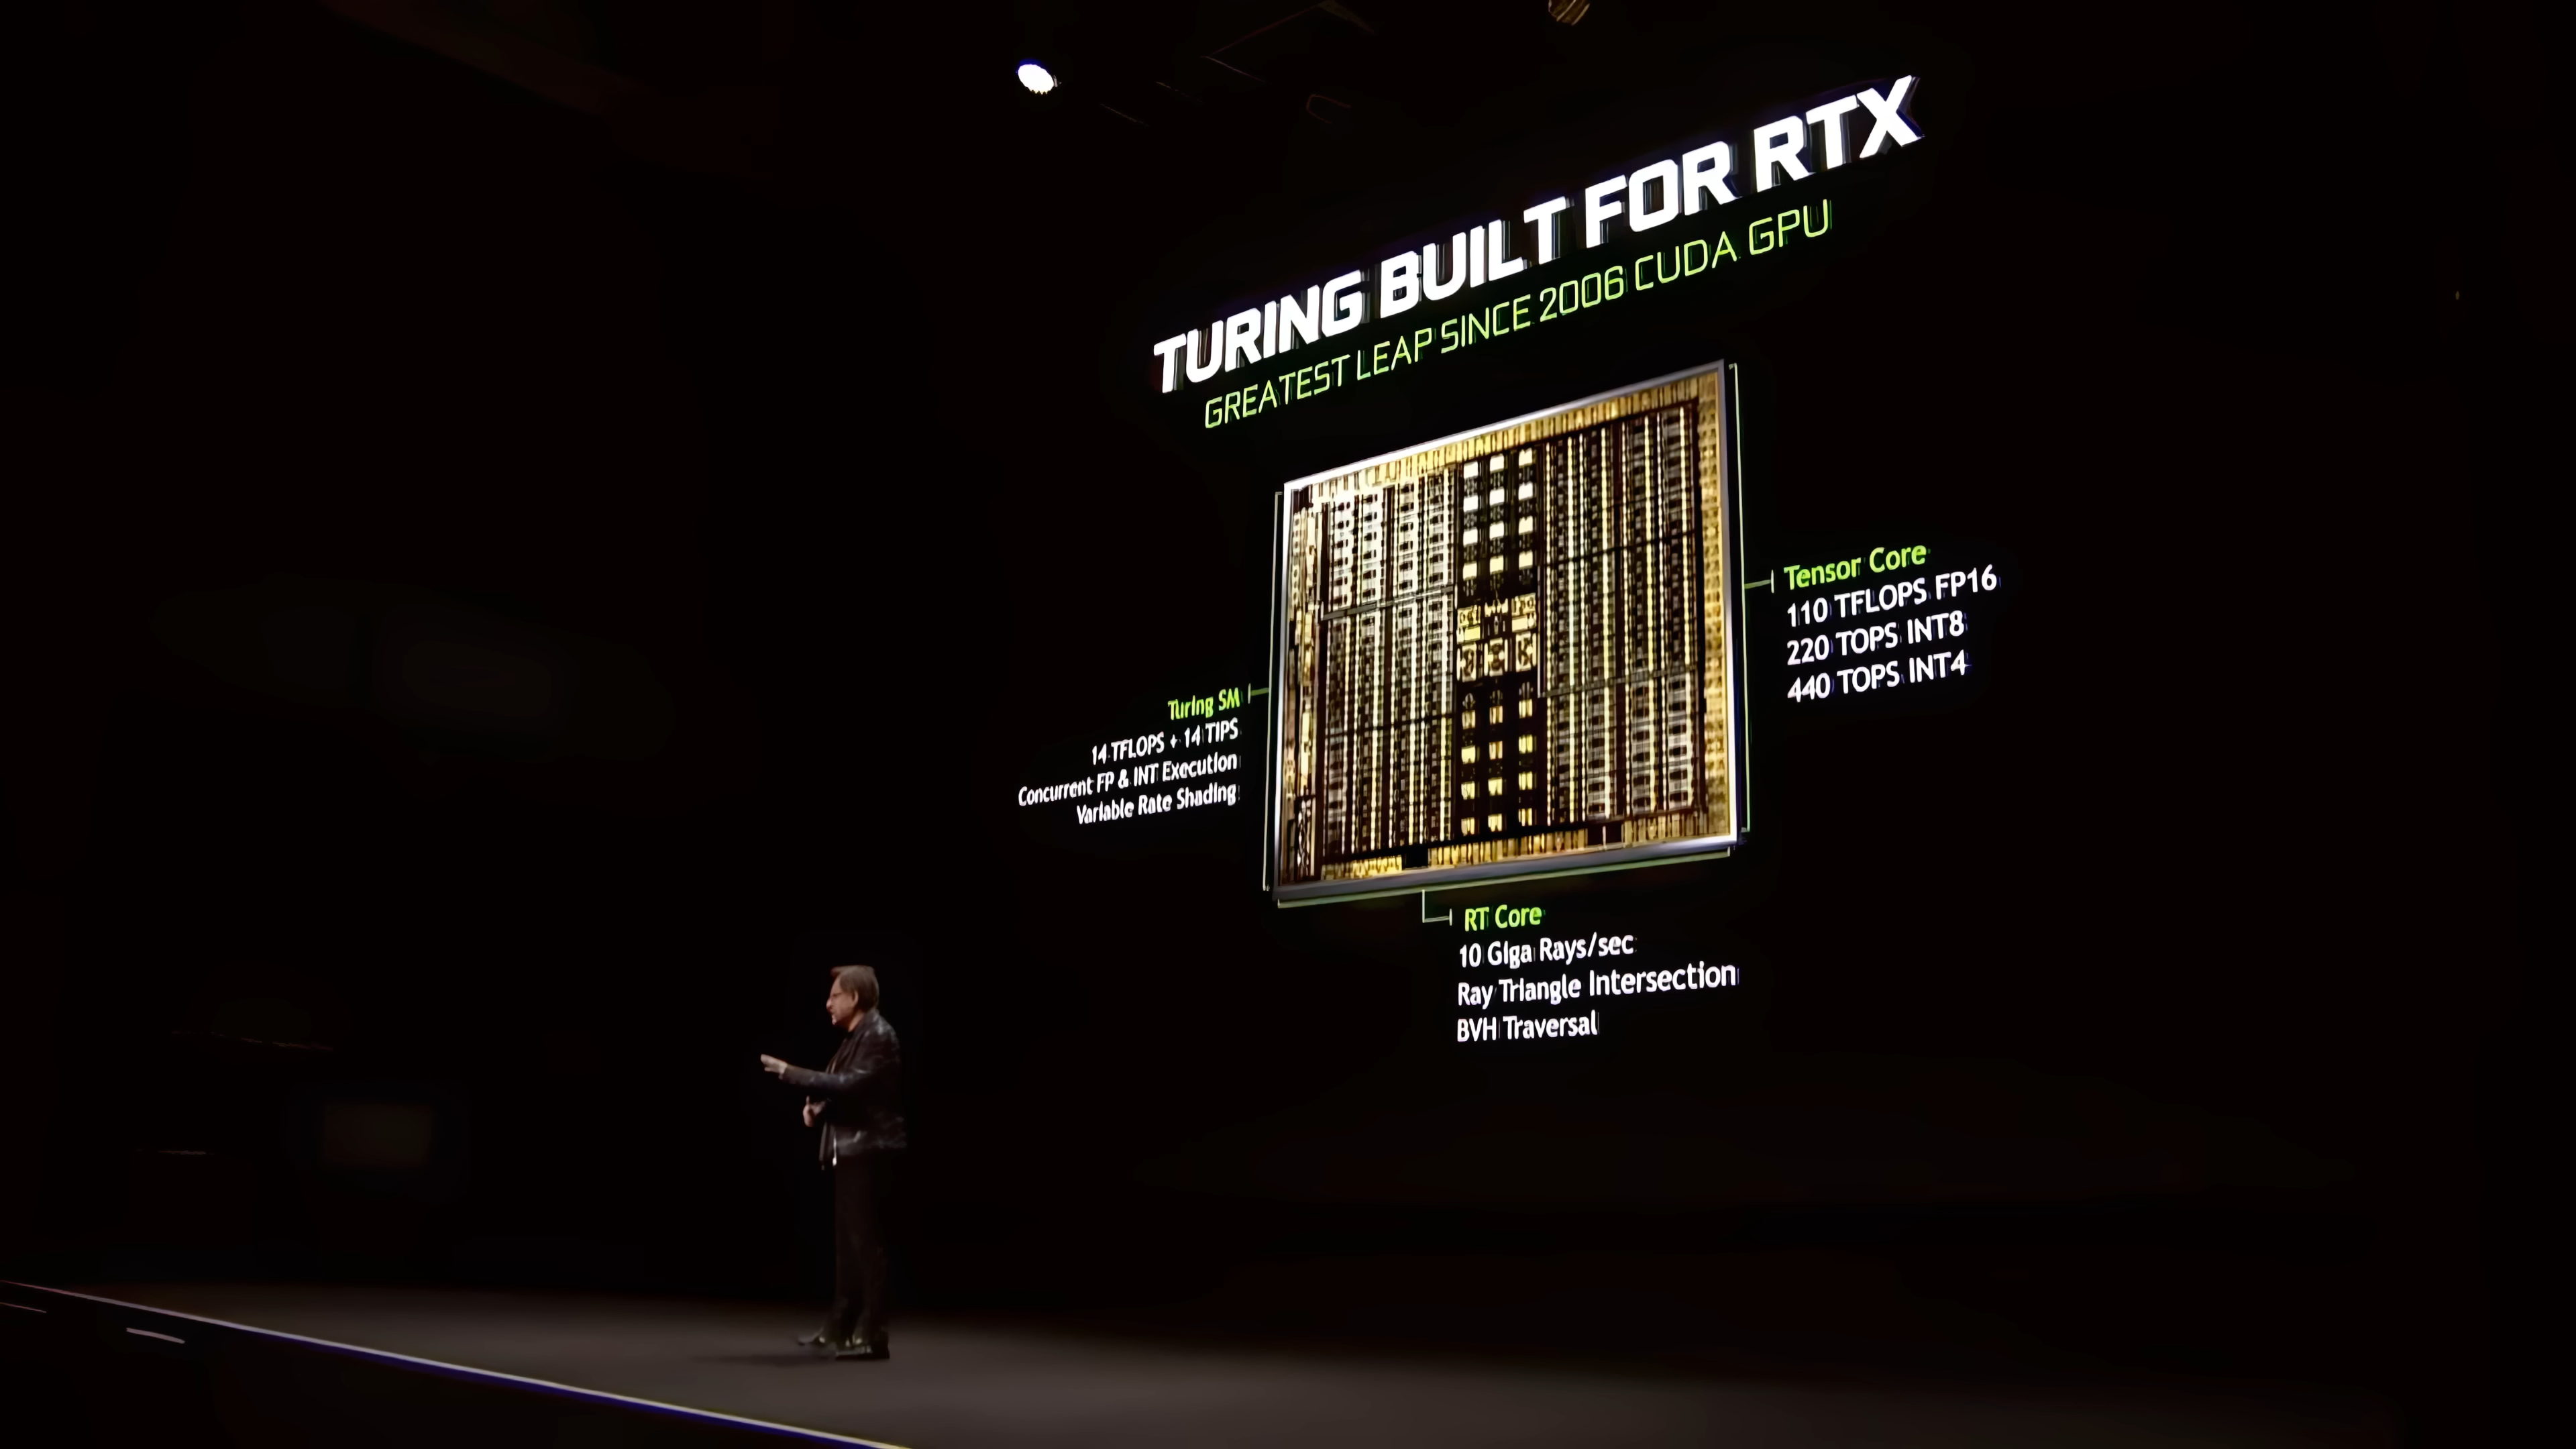 TURING BUILT FOR RTX
GREATEST LEAP SINCE 2006 CUDA GPU
Turing SM
14 TFLOPS + 14 TIPS
Concurrent FP & INT Execution
Variable Rate Shading
Tensor Core
110 TFLOPS FP16
220 TOPS INT8
440 TOPS INT4
RT Core
10 Giga Rays/sec
Ray Triangle Intersection
BVH Traversal